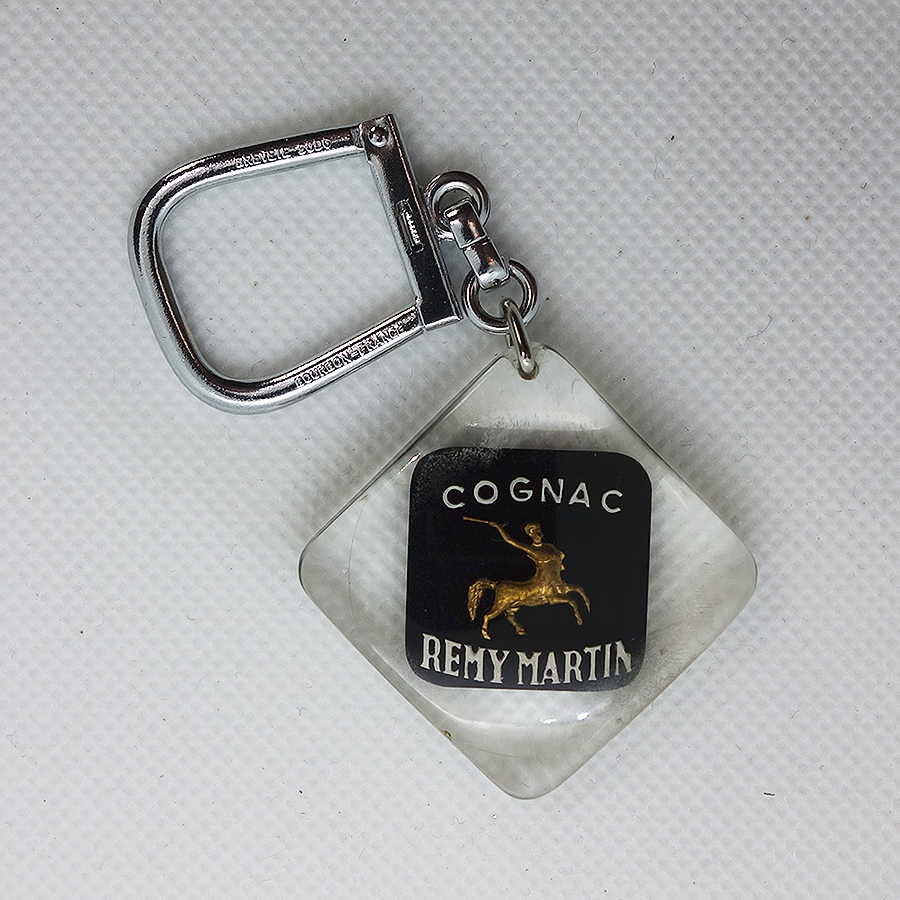 BREVETE SGDG
BOURBON-FRANCE
COGNAC
REMY MARTIN